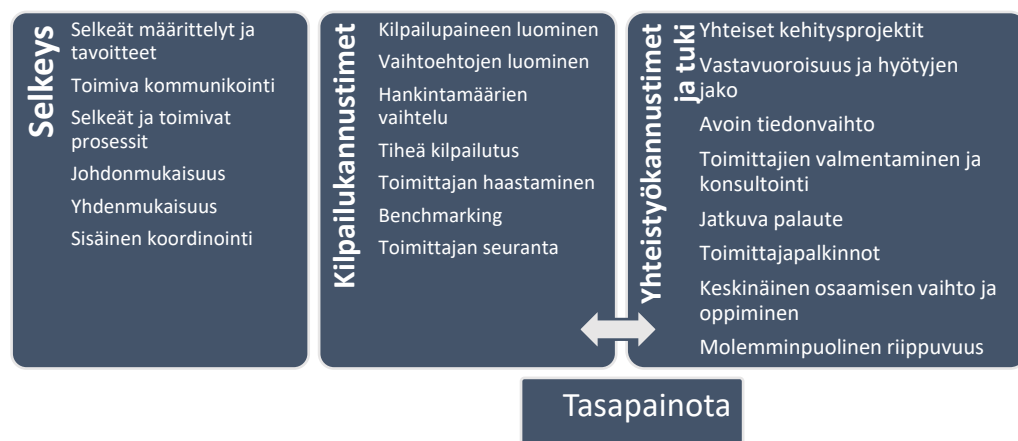 Selkeys
Selkeät määrittelyt ja
tavoitteet
Toimiva kommunikointi
Selkeät ja toimivat
prosessit
Johdonmukaisuus
Yhdenmukaisuus
Sisäinen koordinointi
Kilpailukannustimet
Kilpailupaineen luominen
Vaihtoehtojen luominen
Hankintamäärien
vaihtelu
Tiheä kilpailutus
Toimittajan haastaminen
Benchmarking
Toimittajan seuranta
Yhteistyökannustimet
ja tuki
Yhteiset kehitysprojektit
Vastavuoroisuus ja hyötyjen
jako
Avoin tiedonvaihto
Toimittajien valmentaminen ja
konsultointi
Jatkuva palaute
Toimittajapalkinnot
Keskinäinen osaamisen vaihto ja
oppiminen
Molemminpuolinen riippuvuus
Tasapainota